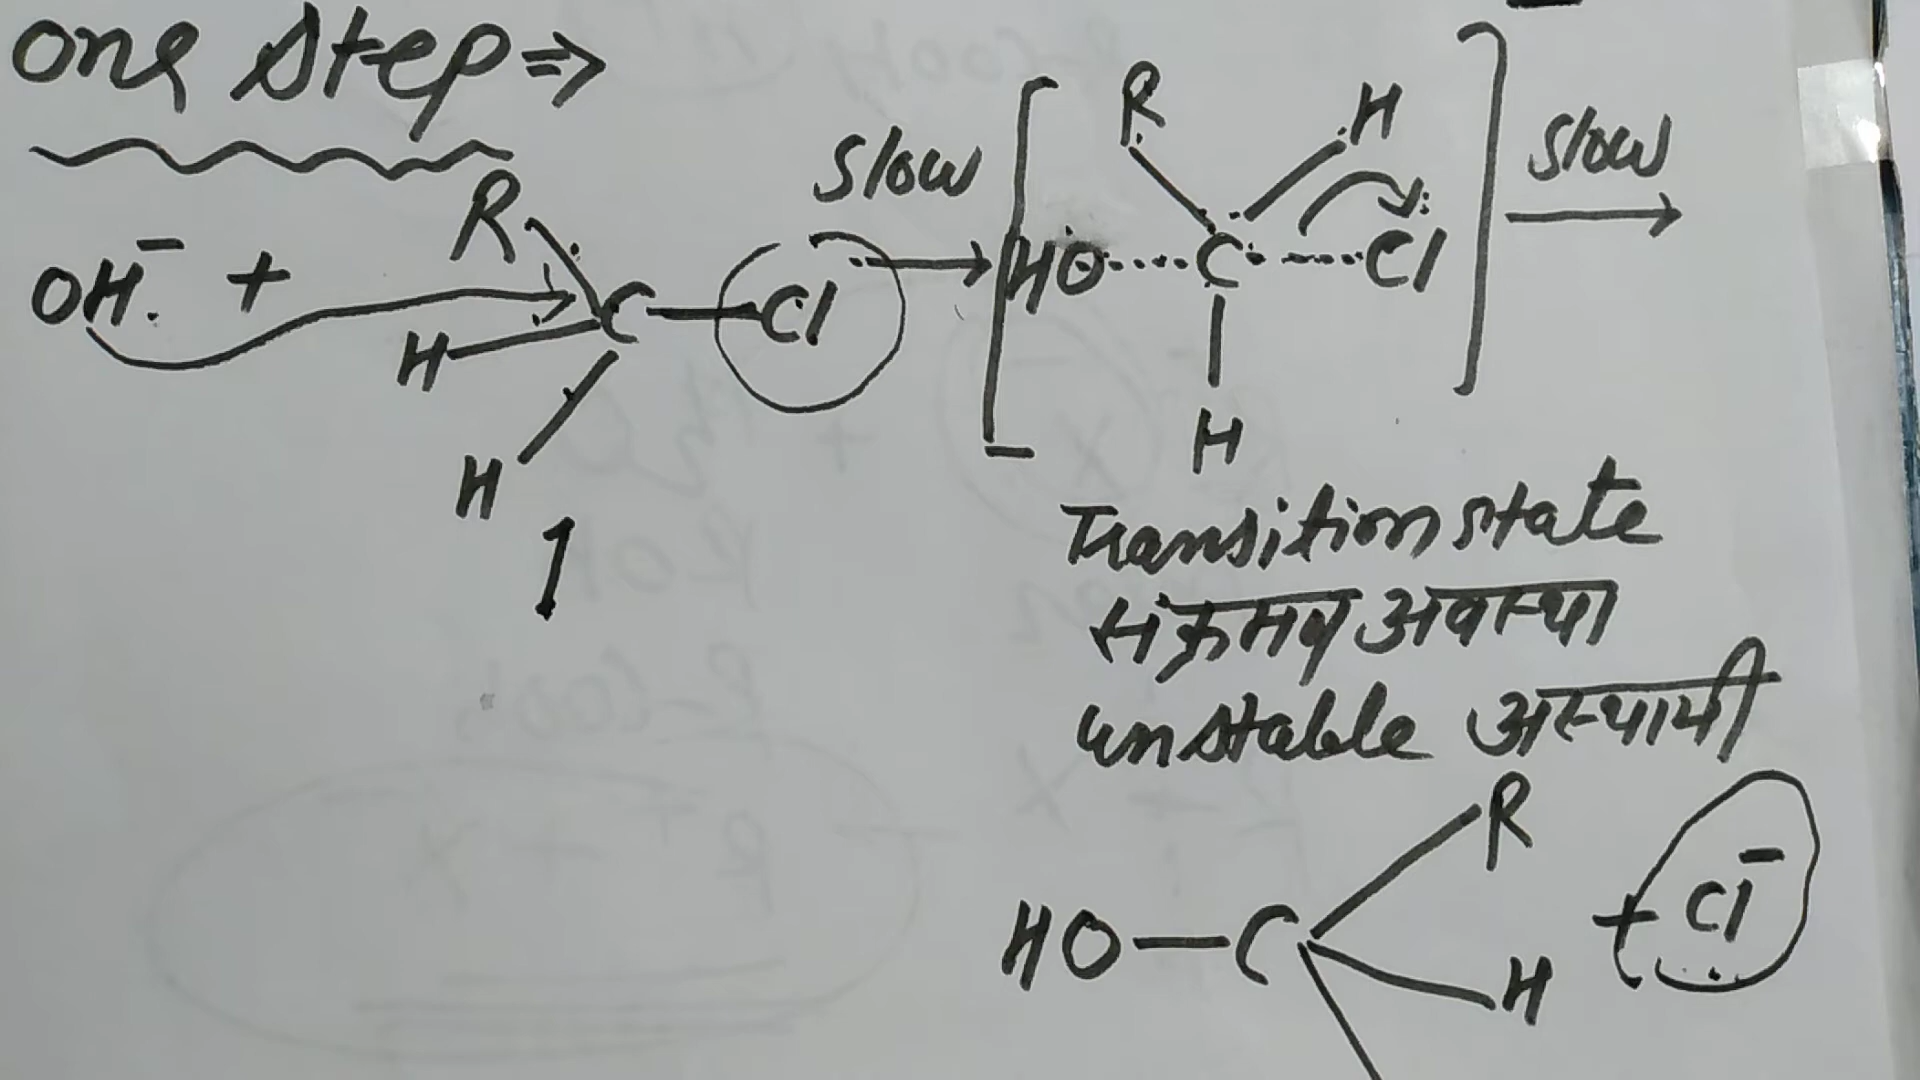 one step ⇒
R
OH⁻ + C — Cl
H
H
1
slow
R H
HO ..... C ..... Cl
H
slow
Transition state
संक्रमण अवस्था
unstable अस्थायी
R
HO — C + Cl⁻
H